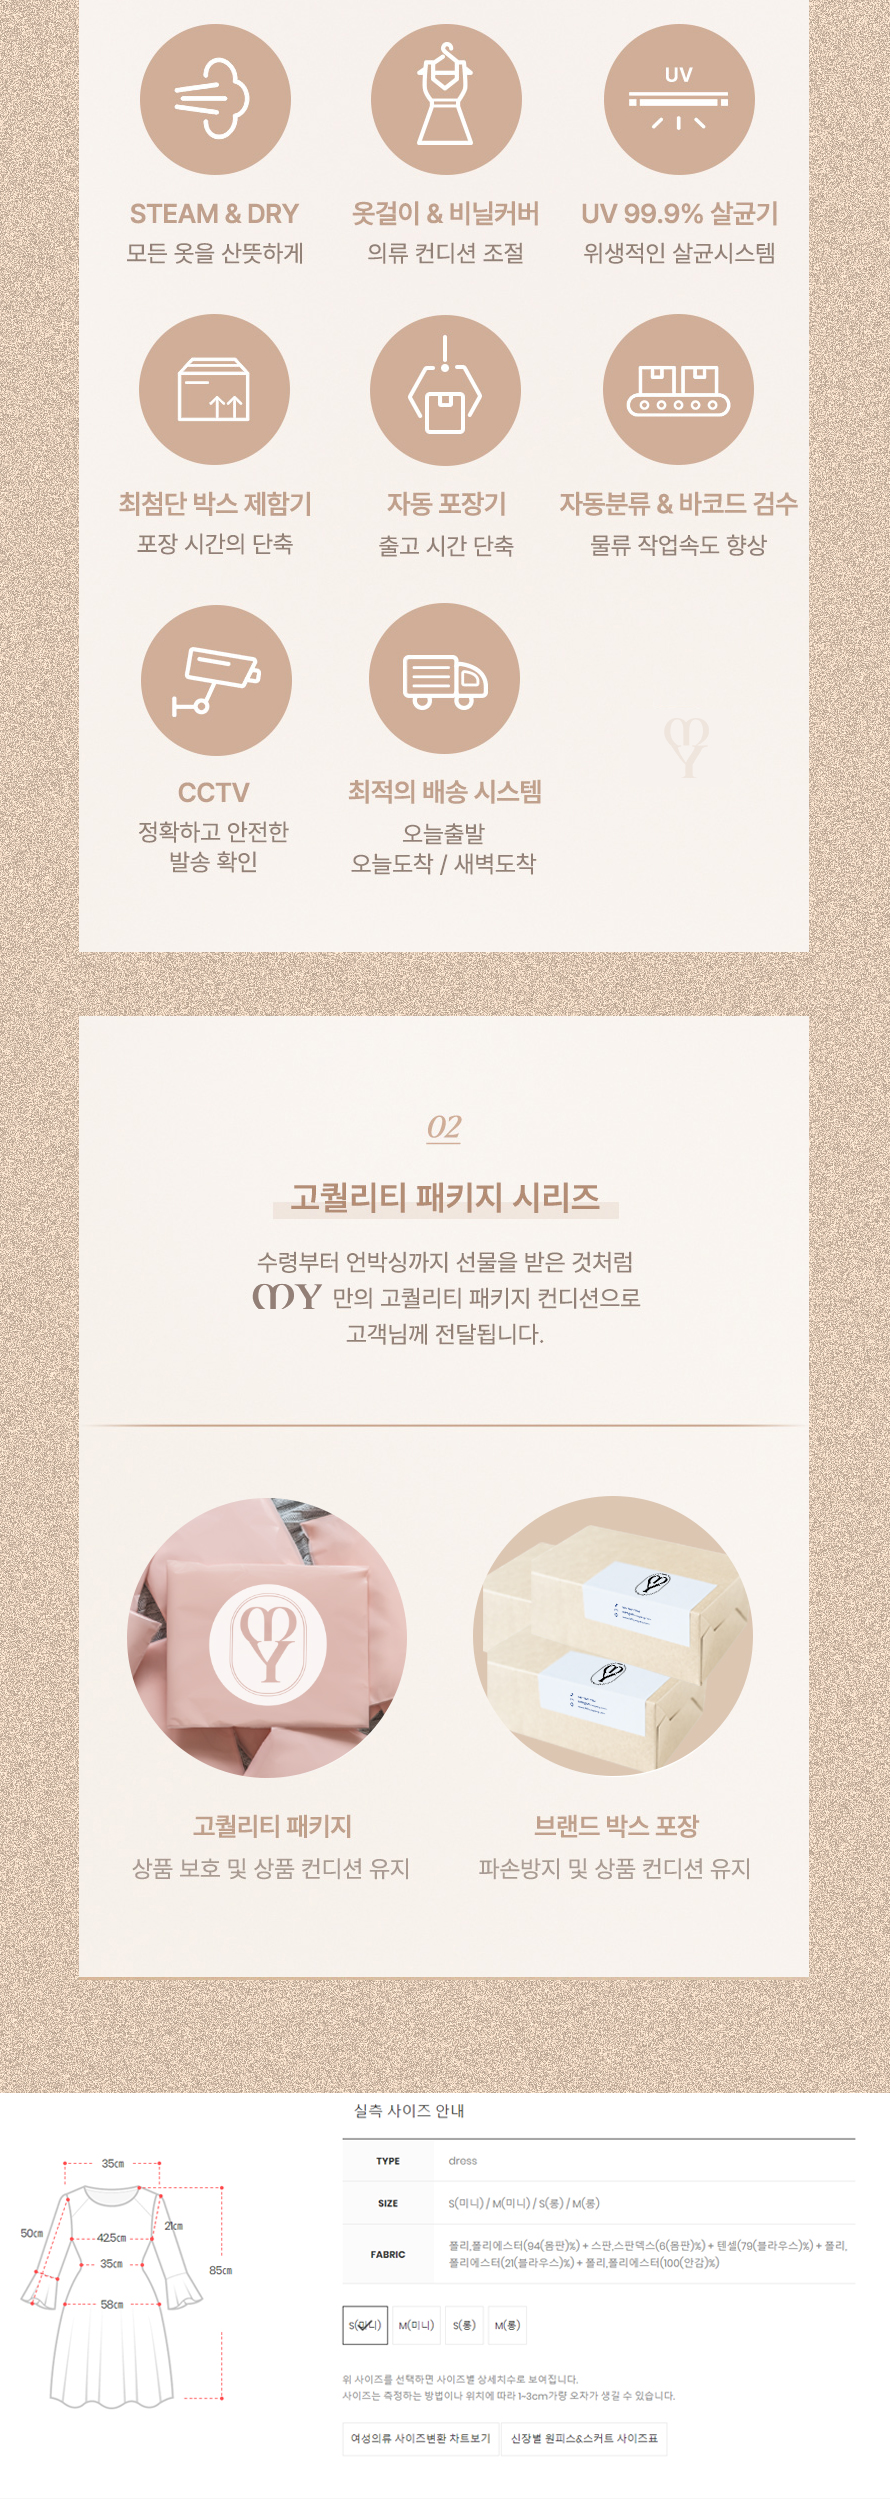 UV
STEAM & DRY
모든 옷을 산뜻하게
옷걸이 & 비닐커버
의류 컨디션 조절
UV 99.9% 살균기
위생적인 살균시스템
최첨단 박스 제함기
포장 시간의 단축
자동 포장기
출고 시간 단축
자동분류 & 바코드 검수
물류 작업속도 향상
CCTV
정확하고 안전한
발송 확인
최적의 배송 시스템
오늘출발
오늘도착 / 새벽도착
MY
02
고퀄리티 패키지 시리즈
수령부터 언박싱까지 선물을 받은 것처럼
MY 만의 고퀄리티 패키지 컨디션으로
고객님께 전달됩니다.
MY
고퀄리티 패키지
상품 보호 및 상품 컨디션 유지
브랜드 박스 포장
파손방지 및 상품 컨디션 유지
실측 사이즈 안내
35cm
50cm
21cm
42.5cm
35cm
85cm
58cm
TYPE dress
SIZE S(미니) / M(미니) / S(롱) / M(롱)
FABRIC 폴리,폴리에스터(94(몸판)%) + 스판,스판덱스(6(몸판)%) + 텐셀(79(블라우스)%) + 폴리,
폴리에스터(21(블라우스)%) + 폴리,폴리에스터(100(안감)%)
S(미니) M(미니) S(롱) M(롱)
위 사이즈를 선택하면 사이즈별 상세치수로 보여집니다.
사이즈는 측정하는 방법이나 위치에 따라 1~3cm가량 오차가 생길 수 있습니다.
여성의류 사이즈변환 차트보기 신장별 원피스&스커트 사이즈표